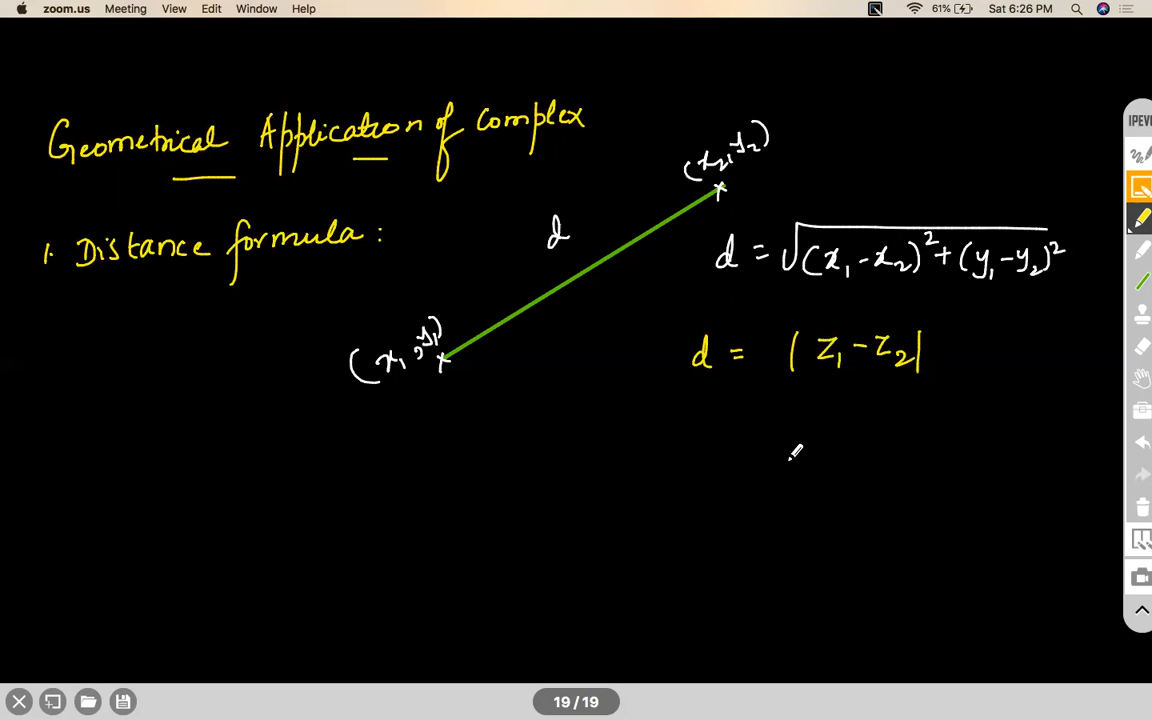 zoom.us Meeting View Edit Window Help 61% Sat 6:26 PM
Geometrical Application of complex
IPEV
(x₂, y₂)
1. Distance formula :
d
d = √(x₁ - x₂)² + (y₁ - y₂)²
(x₁, y₁)
d = | z₁ - z₂ |
19 / 19